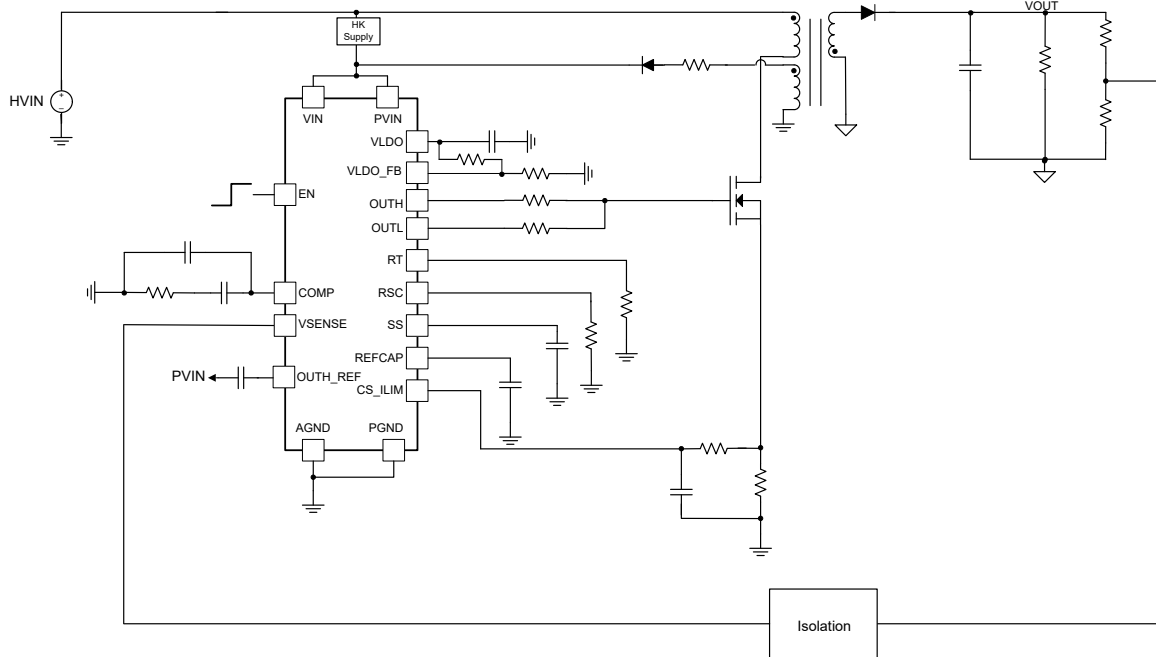 HK
Supply
VOUT
HVIN
+
−
VIN
PVIN
VLDO
VLDO_FB
EN
OUTH
OUTL
RT
COMP
RSC
VSENSE
SS
REFCAP
PVIN
OUTH_REF
CS_ILIM
AGND
PGND
Isolation